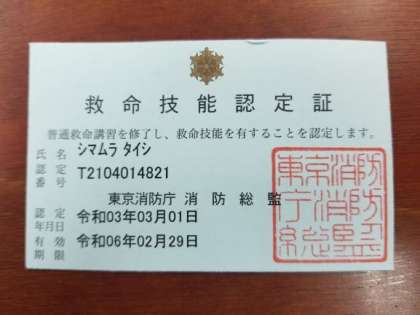 救命技能認定証
普通救命講習を修了し、救命技能を有することを認定します。
氏名 シマムラ タイシ
認定番号 T2104014821
東京消防庁 消防総監
認定年月日 令和03年03月01日
有効期限 令和06年02月29日
東京消防
庁消防
総監